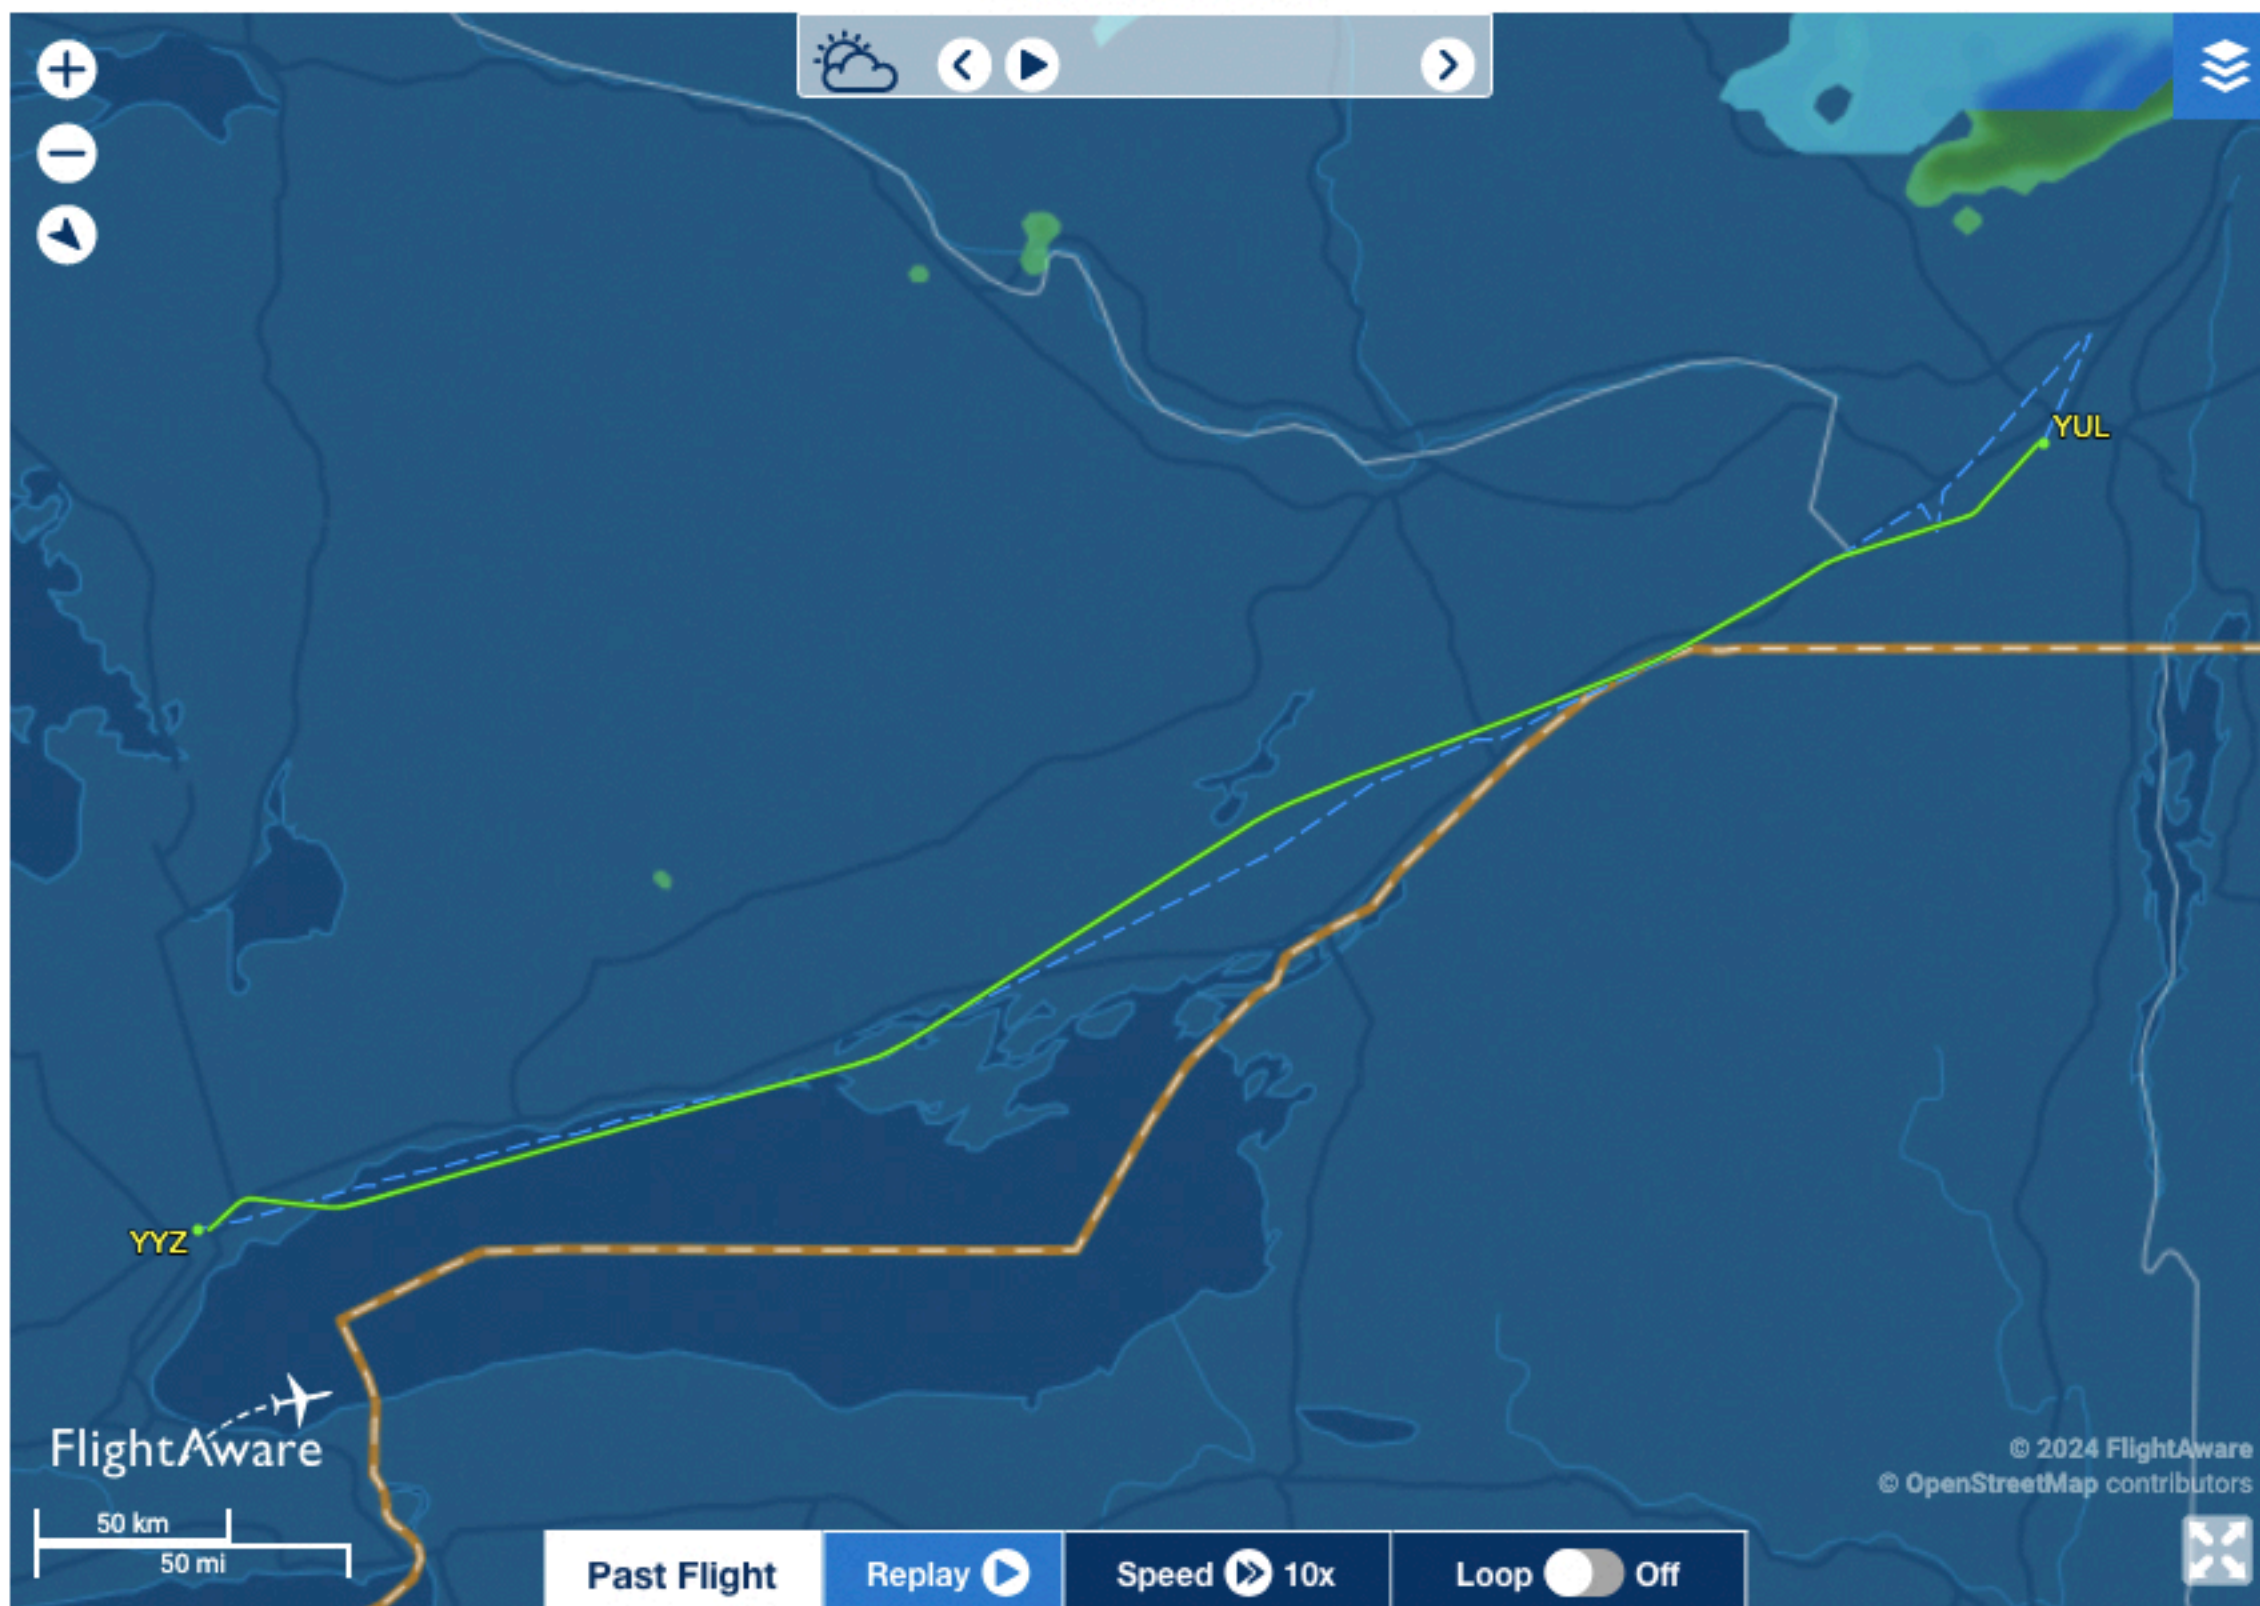 YUL
YYZ
FlightAware
© 2024 FlightAware
© OpenStreetMap contributors
50 km
50 mi
Past Flight
Replay
Speed 10x
Loop Off